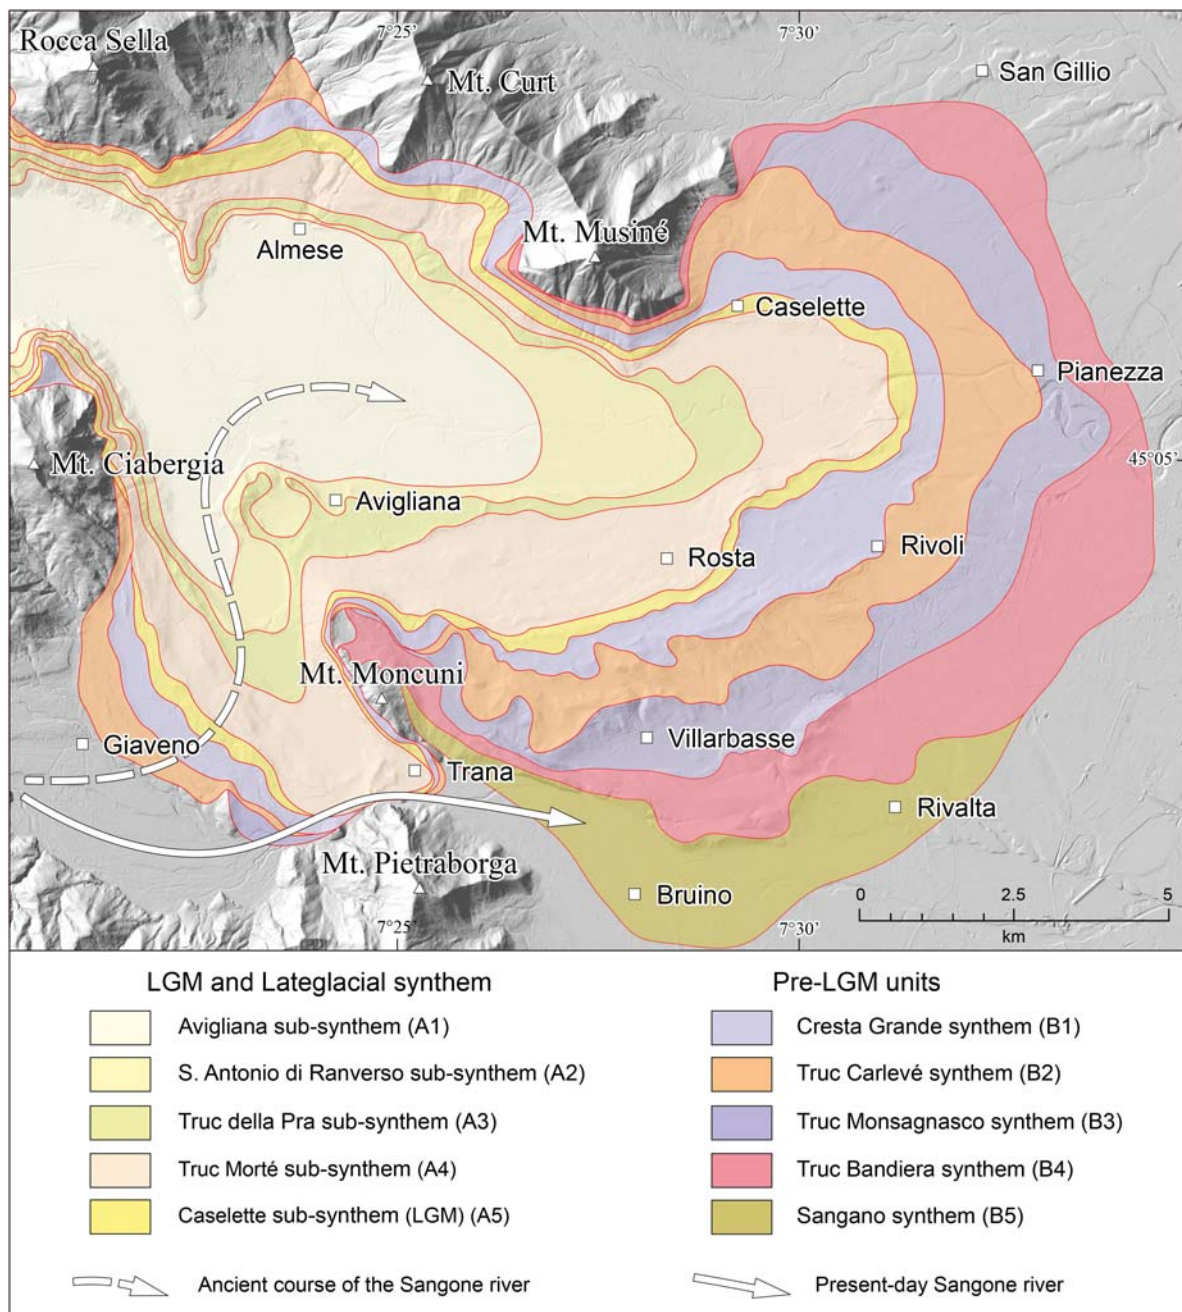 7°25'
7°30'
Rocca Sella
Mt. Curt
San Gillio
Almese
Mt. Musiné
Caselette
Pianezza
Mt. Ciabergia
45°05'
Avigliana
Rosta
Rivoli
Mt. Moncuni
Giaveno
Villarbasse
Trana
Rivalta
Mt. Pietraborga
Bruino
0 2.5 5
km
7°25'
7°30'
LGM and Lateglacial synthem
Avigliana sub-synthem (A1)
S. Antonio di Ranverso sub-synthem (A2)
Truc della Pra sub-synthem (A3)
Truc Morté sub-synthem (A4)
Caselette sub-synthem (LGM) (A5)
Ancient course of the Sangone river
Pre-LGM units
Cresta Grande synthem (B1)
Truc Carlevé synthem (B2)
Truc Monsagnasco synthem (B3)
Truc Bandiera synthem (B4)
Sangano synthem (B5)
Present-day Sangone river